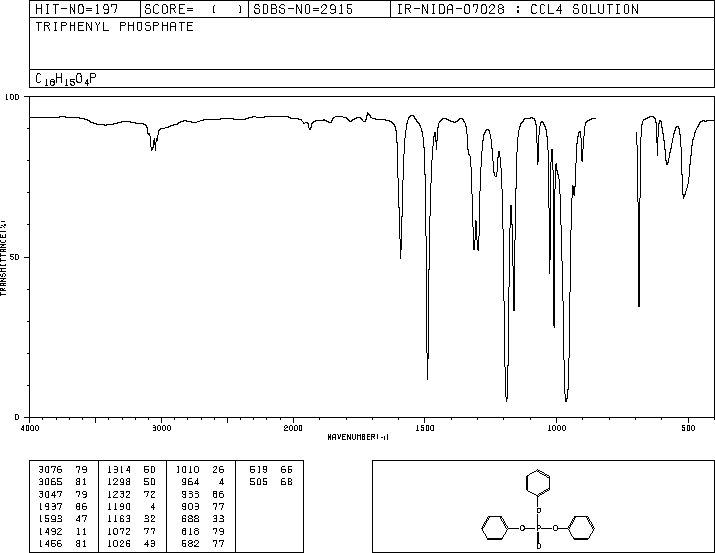 HIT-NO=197 SCORE= ( ) SDBS-NO=2915 IR-NIDA-07028 : CCL4 SOLUTION
TRIPHENYL PHOSPHATE
C18H15O4P
100
50
0
TRANSMITTANCE(%)
4000 3000 2000 1500 1000 500
WAVENUMBER(-1)
3076 79 1314 50 1010 26 519 66
3065 81 1298 50 964 4 505 68
3047 79 1232 72 933 66
1937 86 1190 4 903 77
1593 47 1163 32 688 33
1492 11 1072 77 618 79
1456 81 1026 43 582 77
O
O P O
O